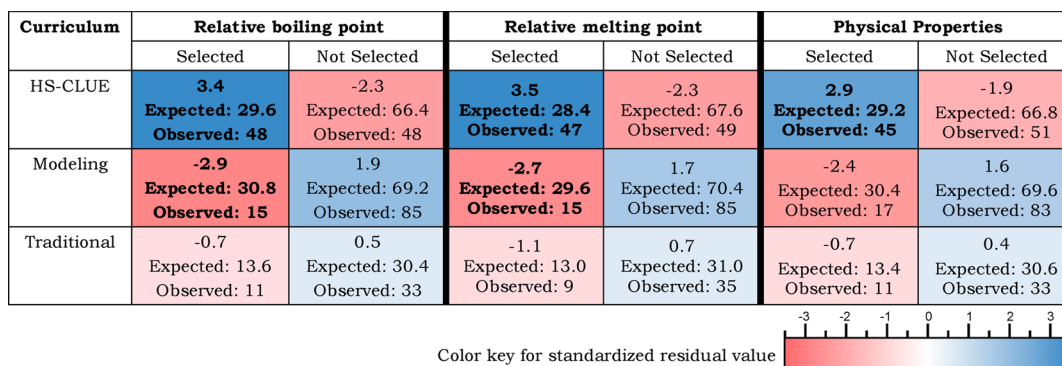 Curriculum Relative boiling point Relative melting point Physical Properties
Selected Not Selected Selected Not Selected Selected Not Selected
HS-CLUE 3.4 -2.3 3.5 -2.3 2.9 -1.9
Expected: 29.6 Expected: 66.4 Expected: 28.4 Expected: 67.6 Expected: 29.2 Expected: 66.8
Observed: 48 Observed: 48 Observed: 47 Observed: 49 Observed: 45 Observed: 51
Modeling -2.9 1.9 -2.7 1.7 -2.4 1.6
Expected: 30.8 Expected: 69.2 Expected: 29.6 Expected: 70.4 Expected: 30.4 Expected: 69.6
Observed: 15 Observed: 85 Observed: 15 Observed: 85 Observed: 17 Observed: 83
Traditional -0.7 0.5 -1.1 0.7 -0.7 0.4
Expected: 13.6 Expected: 30.4 Expected: 13.0 Expected: 31.0 Expected: 13.4 Expected: 30.6
Observed: 11 Observed: 33 Observed: 9 Observed: 35 Observed: 11 Observed: 33
-3 -2 -1 0 1 2 3
Color key for standardized residual value